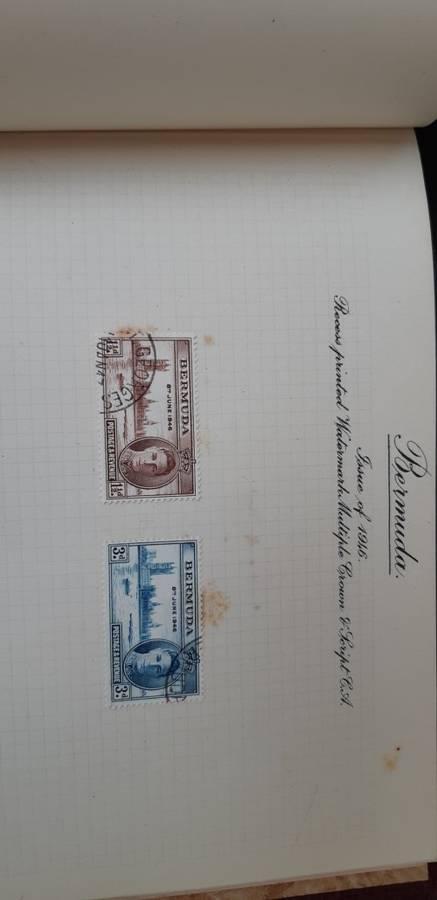 Bermuda.
Issue of 1946.
Recess printed. Watermark Multiple Crown & Script C.A.
BERMUDA
8TH JUNE 1946
1½d
POSTAGE & REVENUE
1½d
BERMUDA
8TH JUNE 1946
3d
POSTAGE & REVENUE
3d